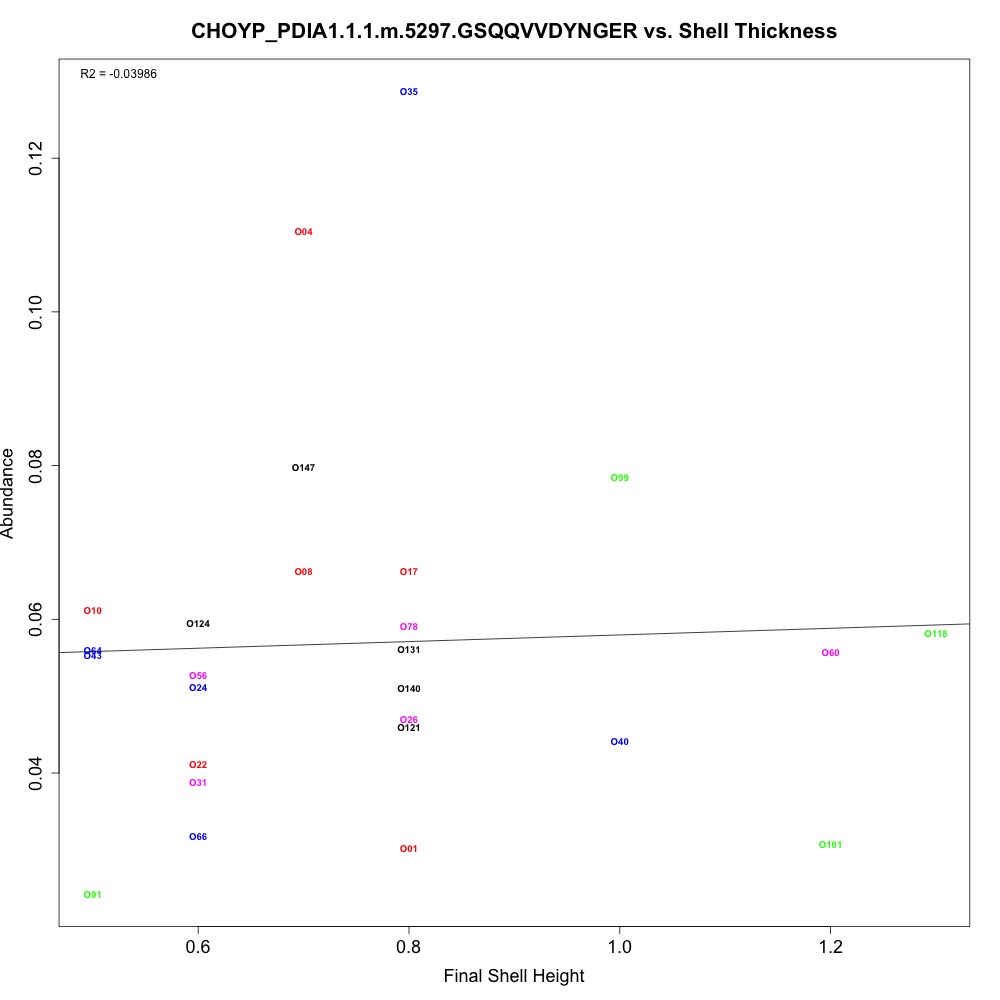 CHOYP_PDIA1.1.1.m.5297.GSQQVVDYNGER vs. Shell Thickness
R2 = -0.03986
O35
0.12
O04
0.10
Abundance
0.08
O147
O99
O08
O17
O10
0.06
O124
O78
O118
O64
O131
O60
O43
O56
O24
O140
O26
O121
O40
0.04
O22
O31
O66
O01
O101
O91
0.6
0.8
1.0
1.2
Final Shell Height